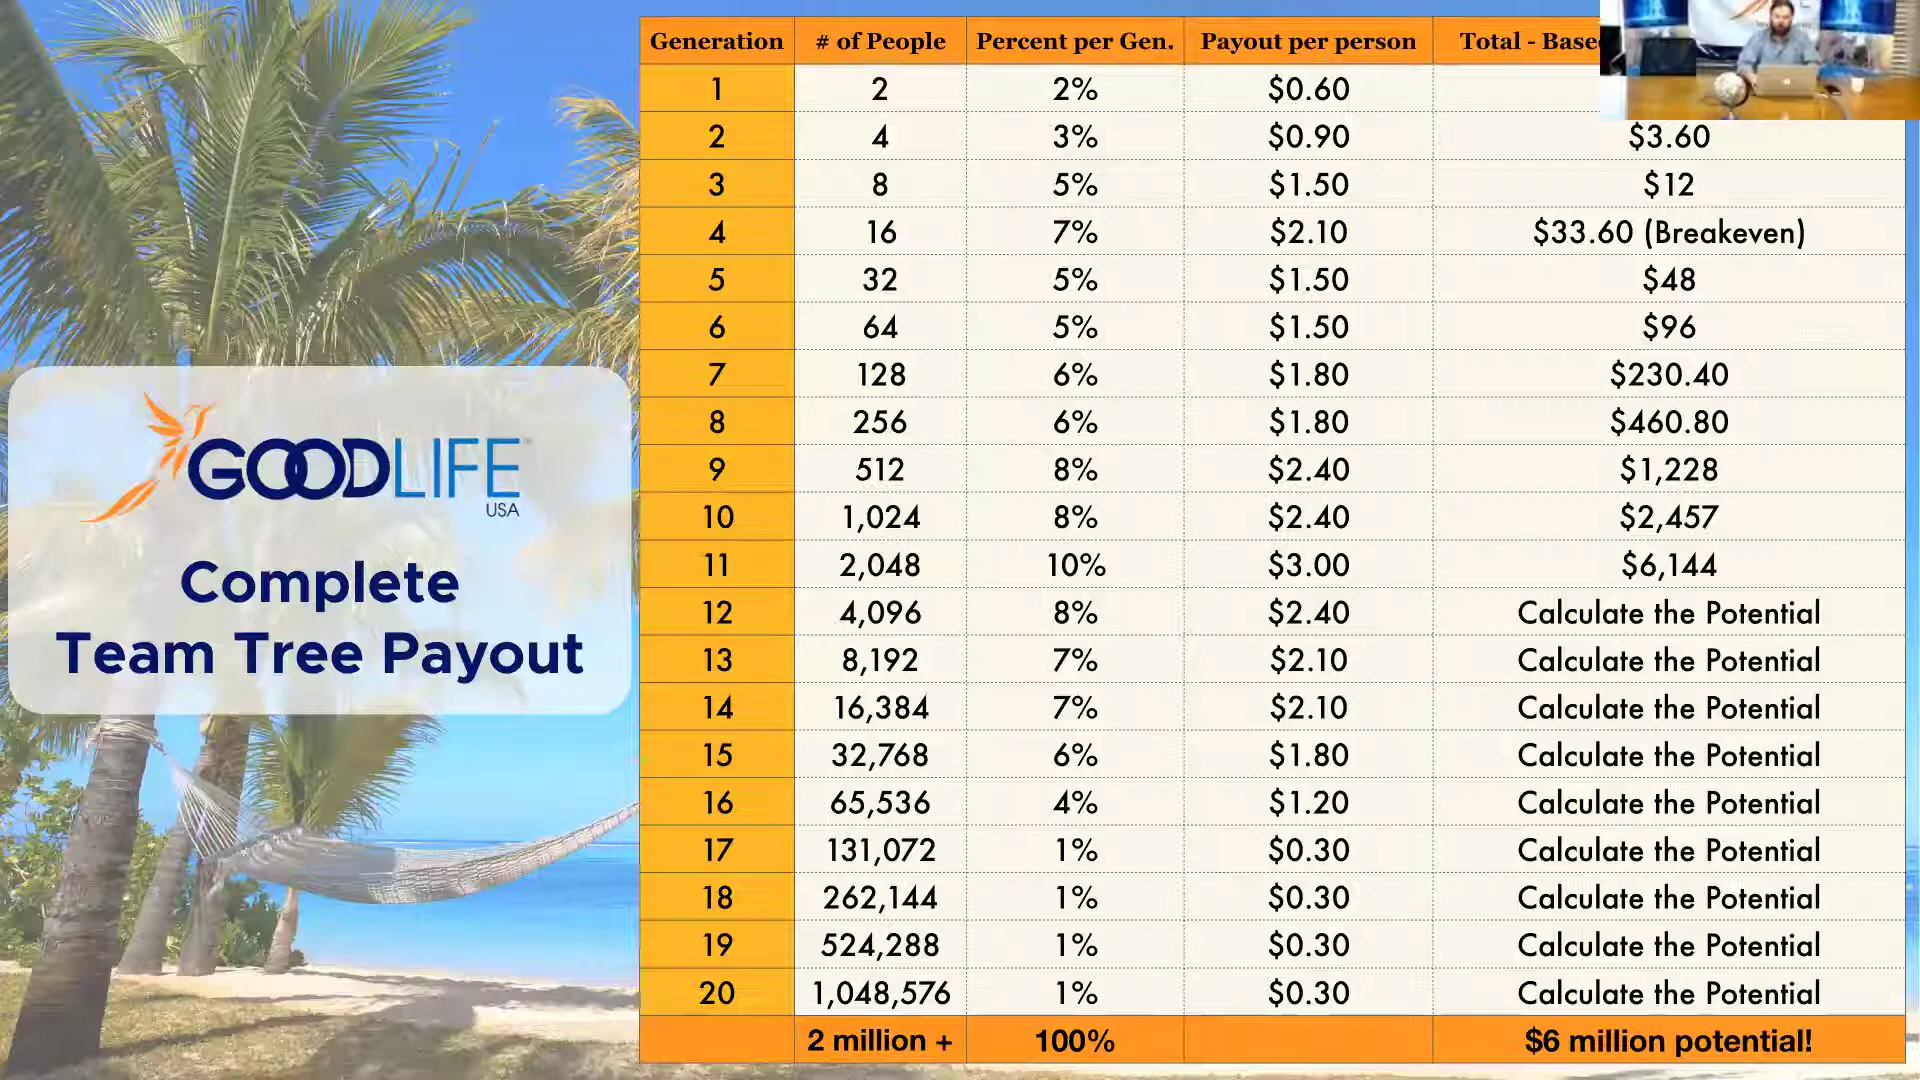 GOODLIFE
USA
Complete
Team Tree Payout
Generation # of People Percent per Gen. Payout per person Total -
1 2 2% $0.60
2 4 3% $0.90 $3.60
3 8 5% $1.50 $12
4 16 7% $2.10 $33.60 (Breakeven)
5 32 5% $1.50 $48
6 64 5% $1.50 $96
7 128 6% $1.80 $230.40
8 256 6% $1.80 $460.80
9 512 8% $2.40 $1,228
10 1,024 8% $2.40 $2,457
11 2,048 10% $3.00 $6,144
12 4,096 8% $2.40 Calculate the Potential
13 8,192 7% $2.10 Calculate the Potential
14 16,384 7% $2.10 Calculate the Potential
15 32,768 6% $1.80 Calculate the Potential
16 65,536 4% $1.20 Calculate the Potential
17 131,072 1% $0.30 Calculate the Potential
18 262,144 1% $0.30 Calculate the Potential
19 524,288 1% $0.30 Calculate the Potential
20 1,048,576 1% $0.30 Calculate the Potential
2 million + 100% $6 million potential!